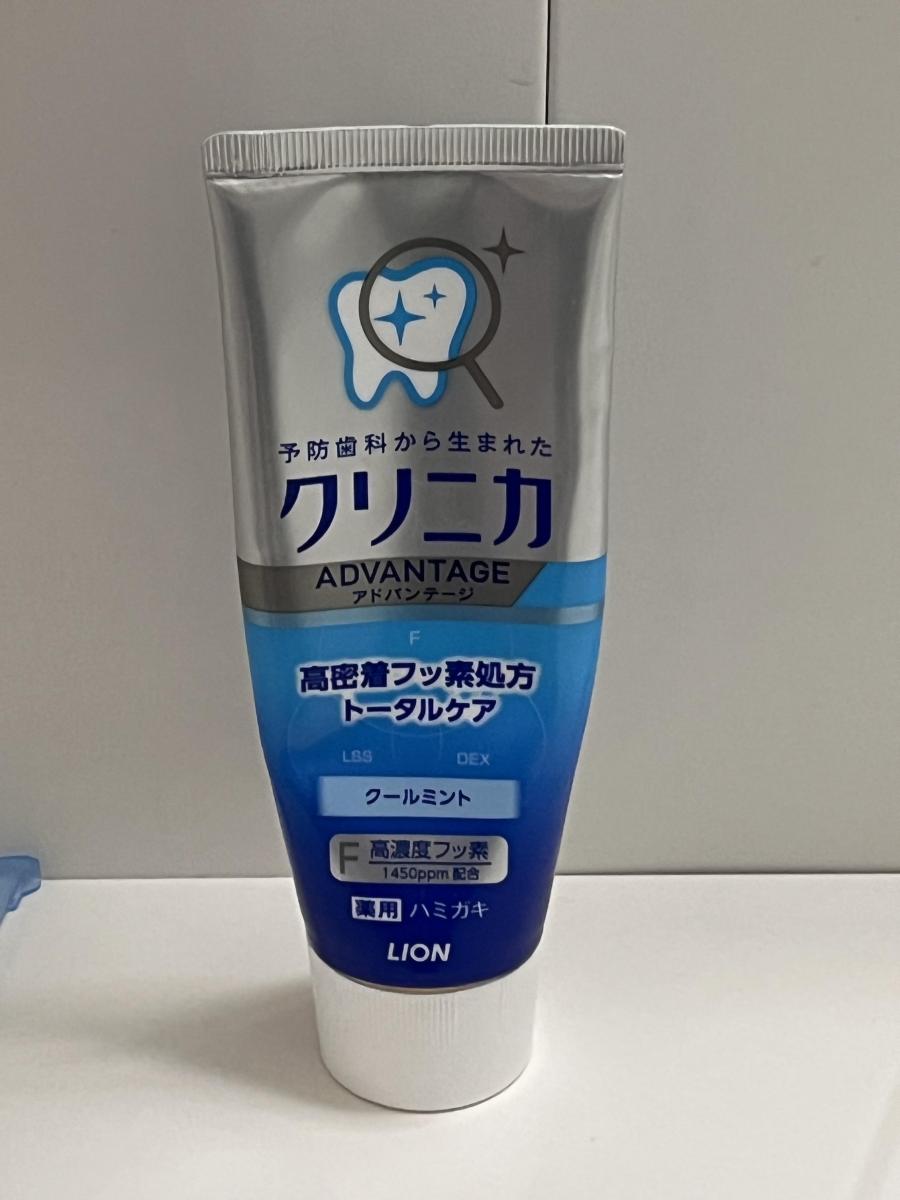 予防歯科から生まれた
クリニカ
ADVANTAGE
アドバンテージ
F
高密着フッ素処方
トータルケア
LSS DEX
クールミント
F 高濃度フッ素
1450ppm 配合
薬用 ハミガキ
LION